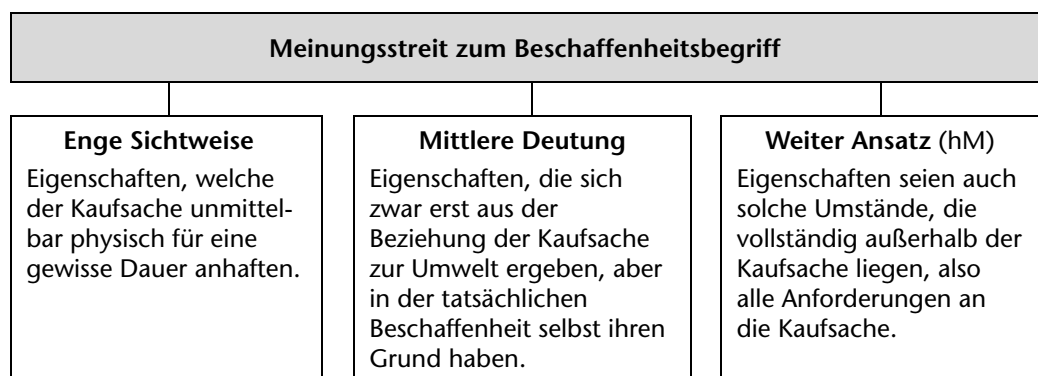 Meinungsstreit zum Beschaffenheitsbegriff
Enge Sichtweise
Eigenschaften, welche
der Kaufsache unmittel-
bar physisch für eine
gewisse Dauer anhaften.
Mittlere Deutung
Eigenschaften, die sich
zwar erst aus der
Beziehung der Kaufsache
zur Umwelt ergeben, aber
in der tatsächlichen
Beschaffenheit selbst ihren
Grund haben.
Weiter Ansatz (hM)
Eigenschaften seien auch
solche Umstände, die
vollständig außerhalb der
Kaufsache liegen, also
alle Anforderungen an
die Kaufsache.